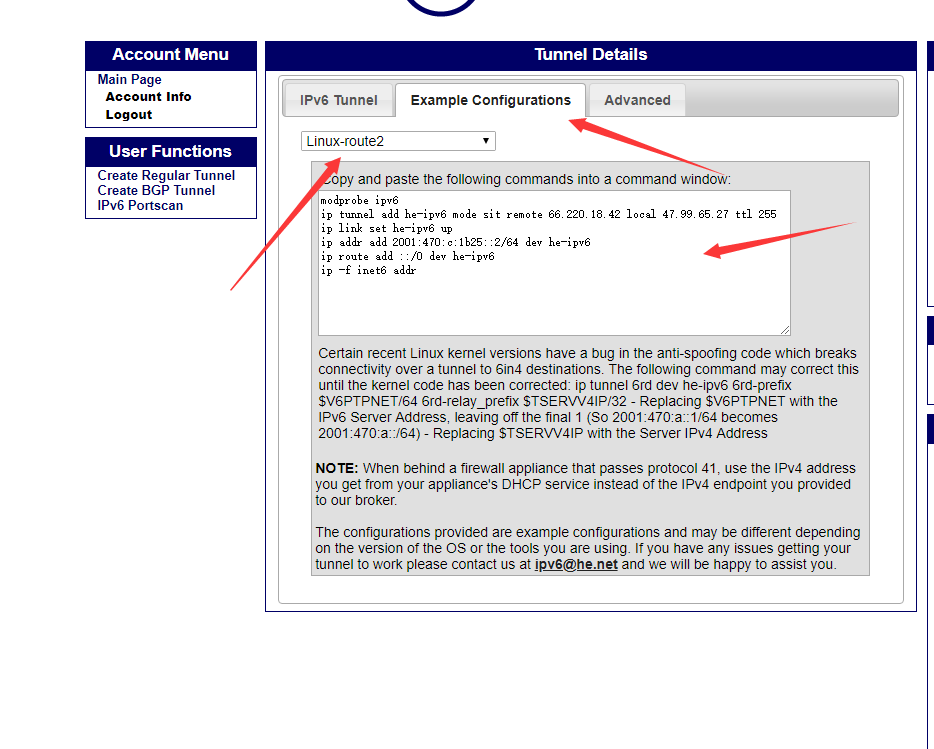 Account Menu
Main Page
Account Info
Logout
User Functions
Create Regular Tunnel
Create BGP Tunnel
IPv6 Portscan
Tunnel Details
IPv6 Tunnel
Example Configurations
Advanced
Linux-route2
Copy and paste the following commands into a command window:
modprobe ipv6
ip tunnel add he-ipv6 mode sit remote 66.220.18.42 local 47.99.65.27 ttl 255
ip link set he-ipv6 up
ip addr add 2001:470:c:1b25::2/64 dev he-ipv6
ip route add ::/0 dev he-ipv6
ip -f inet6 addr
Certain recent Linux kernel versions have a bug in the anti-spoofing code which breaks
connectivity over a tunnel to 6in4 destinations. The following command may correct this
until the kernel code has been corrected: ip tunnel 6rd dev he-ipv6 6rd-prefix
$V6PTPNET/64 6rd-relay_prefix $TSERVV4IP/32 - Replacing $V6PTPNET with the
IPv6 Server Address, leaving off the final 1 (So 2001:470:a::1/64 becomes
2001:470:a::/64) - Replacing $TSERVV4IP with the Server IPv4 Address
NOTE: When behind a firewall appliance that passes protocol 41, use the IPv4 address
you get from your appliance's DHCP service instead of the IPv4 endpoint you provided
to our broker.
The configurations provided are example configurations and may be different depending
on the version of the OS or the tools you are using. If you have any issues getting your
tunnel to work please contact us at ipv6@he.net and we will be happy to assist you.